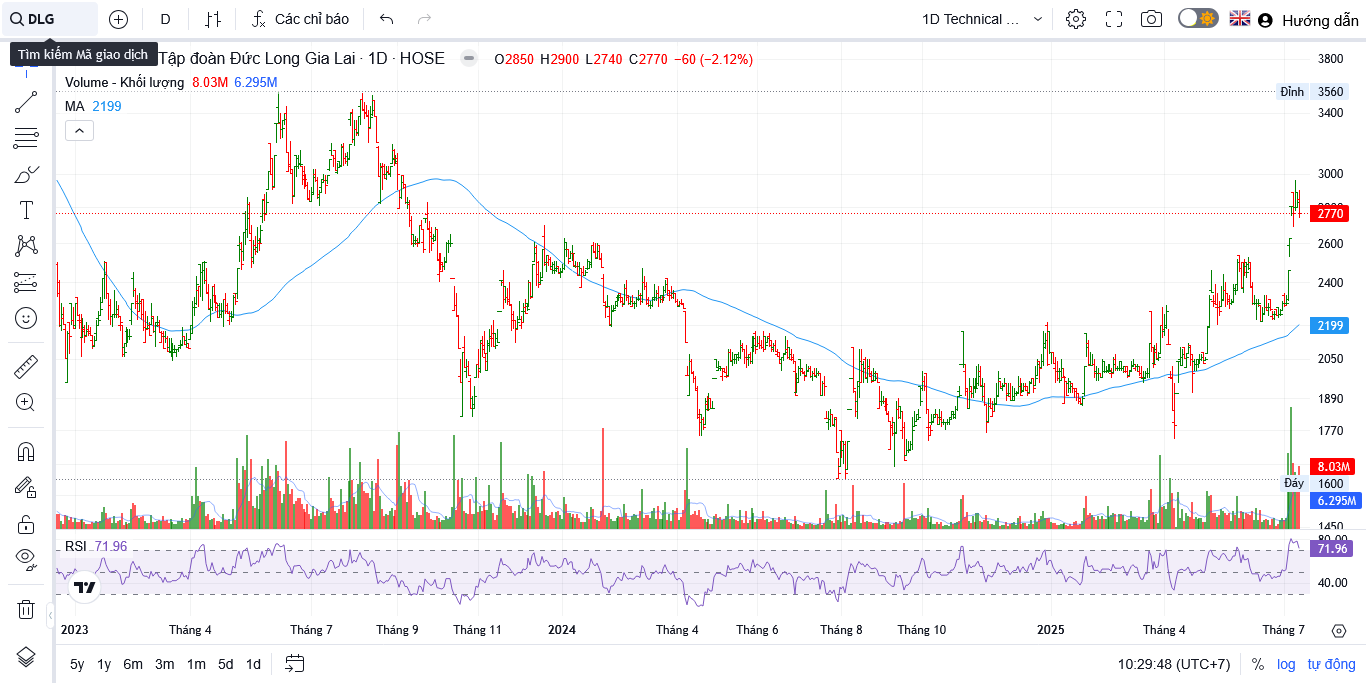 DLG D Các chỉ báo 1D Technical ... Hướng dẫn
Tìm kiếm Mã giao dịch
Tập đoàn Đức Long Gia Lai · 1D · HOSE O2850 H2900 L2740 C2770 −60 (−2.12%)
Volume - Khối lượng 8.03M 6.295M
MA 2199
3800
Đỉnh 3560
3400
3000
2770
2600
2400
2199
2050
1890
1770
8.03M
Đáy 1600
6.295M
1450
RSI 71.96
80.00
71.96
40.00
2023 Tháng 4 Tháng 7 Tháng 9 Tháng 11 2024 Tháng 4 Tháng 6 Tháng 8 Tháng 10 2025 Tháng 4 Tháng 7
5y 1y 6m 3m 1m 5d 1d 10:29:48 (UTC+7) % log tự động